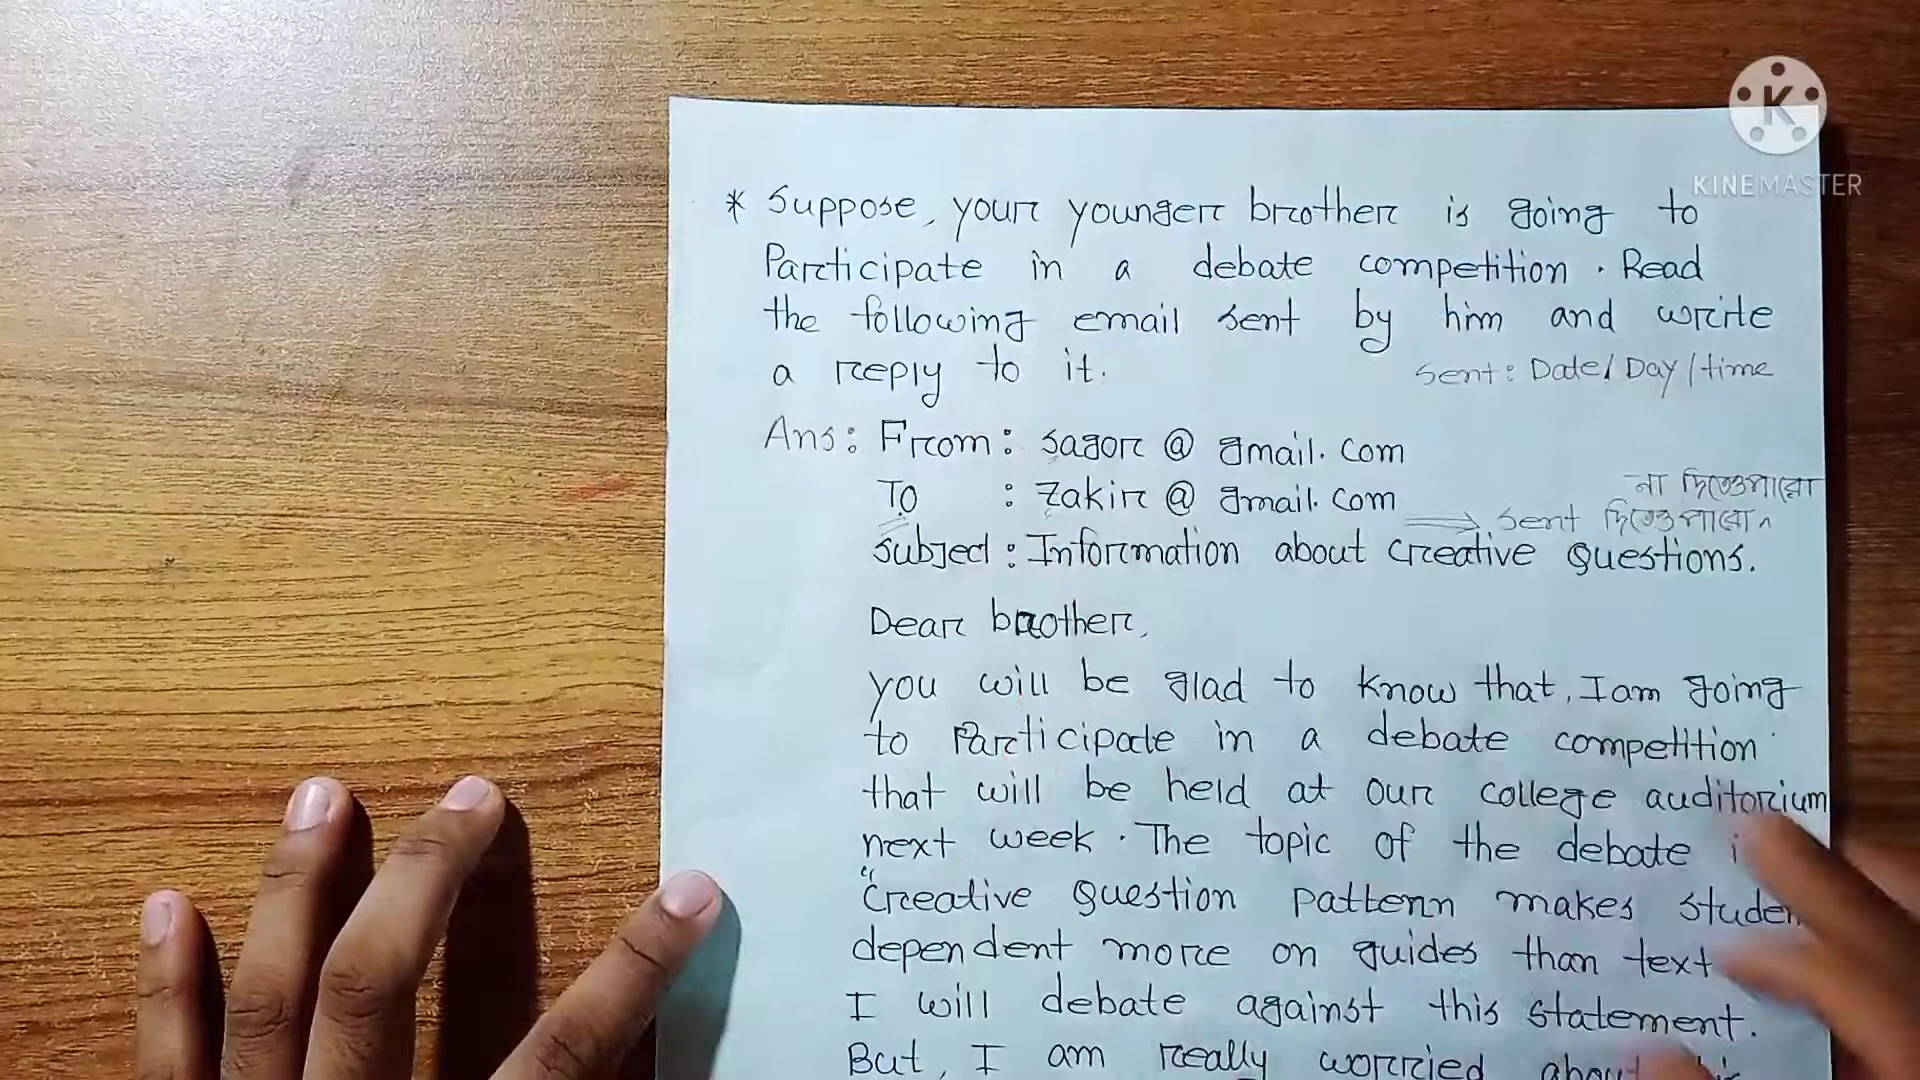 KINEMASTER
* Suppose, your younger brother is going to
Participate in a debate competition. Read
the following email sent by him and write
a reply to it.
Sent: Date/Day/time
Ans: From: sagor @ gmail.com
To : Zakir @ gmail.com
না দিতেও পারো
sent দিতেও পারো
Subject: Information about creative questions.
Dear brother,
you will be glad to know that, I am going
to Participate in a debate competition
that will be held at our college auditorium
next week. The topic of the debate
"Creative question pattern makes
dependent more on guides than text
I will debate against this statement.
But, I am really worried about